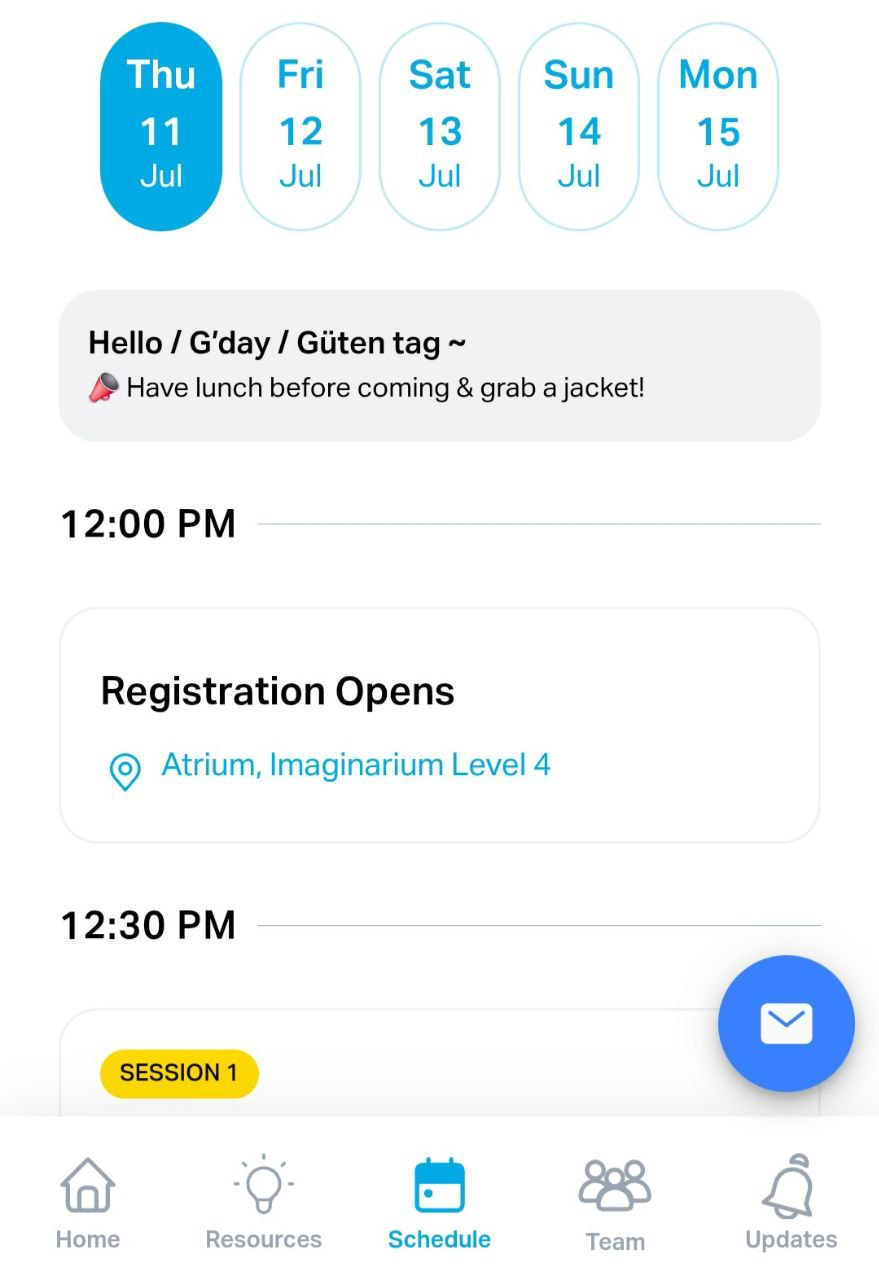 Thu Fri Sat Sun Mon
11 12 13 14 15
Jul Jul Jul Jul Jul
Hello / G’day / Güten tag ~
📣 Have lunch before coming & grab a jacket!
12:00 PM
Registration Opens
Atrium, Imaginarium Level 4
12:30 PM
SESSION 1
Home Resources Schedule Team Updates